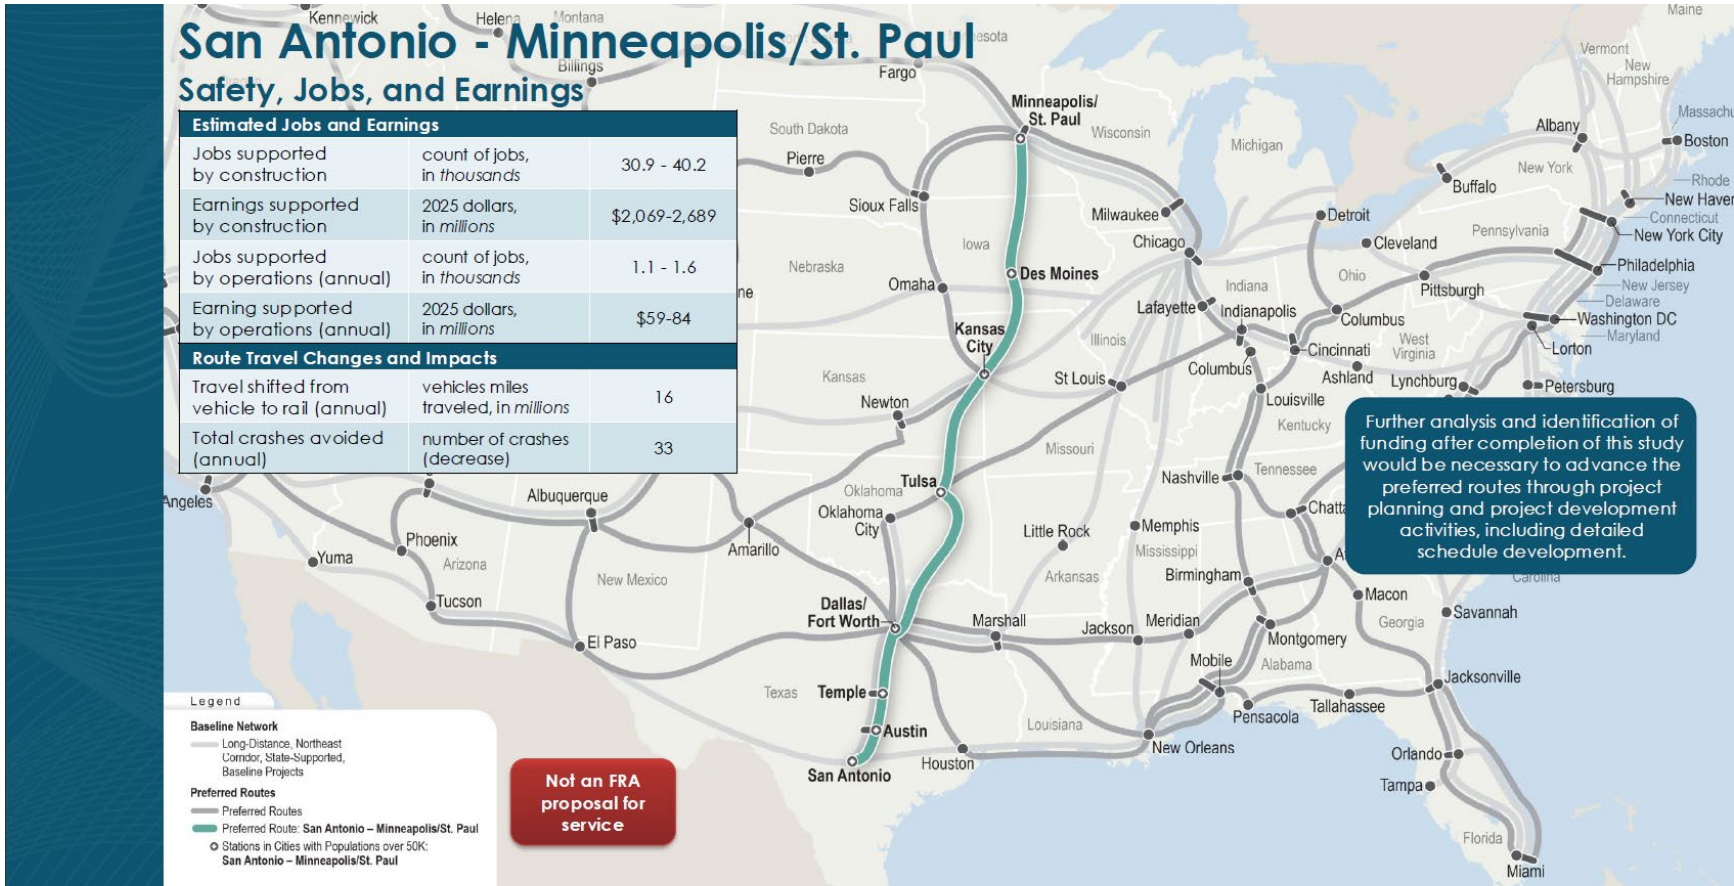 San Antonio - Minneapolis/St. Paul
Safety, Jobs, and Earnings
Estimated Jobs and Earnings
Jobs supported
by construction
count of jobs,
in thousands
30.9 - 40.2
Earnings supported
by construction
2025 dollars,
in millions
$2,069-2,689
Jobs supported
by operations (annual)
count of jobs,
in thousands
1.1 - 1.6
Earning supported
by operations (annual)
2025 dollars,
in millions
$59-84
Route Travel Changes and Impacts
Travel shifted from
vehicle to rail (annual)
vehicles miles
traveled, in millions
16
Total crashes avoided
(annual)
number of crashes
(decrease)
33
Kennewick
Helena
Montana
Billings
Fargo
Maine
Vermont
New
Hampshire
Minneapolis/
St. Paul
Wisconsin
South Dakota
Pierre
Sioux Falls
Michigan
Milwaukee
Chicago
Detroit
Cleveland
Albany
New York
Buffalo
Boston
Rhode
New Haven
Connecticut
New York City
Pennsylvania
Philadelphia
New Jersey
Delaware
Pittsburgh
Washington DC
Maryland
Lorton
Iowa
Nebraska
Omaha
Des Moines
Indiana
Ohio
Lafayette
Indianapolis
Columbus
Kansas
City
Illinois
Cincinnati
West
Virginia
Columbus
Ashland
Lynchburg
Petersburg
St Louis
Kansas
Newton
Louisville
Kentucky
Missouri
Tulsa
Nashville
Tennessee
Angeles
Albuquerque
Oklahoma
Oklahoma
City
Amarillo
Little Rock
Memphis
Mississippi
Phoenix
Arizona
Yuma
New Mexico
Arkansas
Birmingham
Carolina
Tucson
Dallas/
Fort Worth
Marshall
Jackson
Meridian
Macon
Georgia
Savannah
Montgomery
El Paso
Mobile
Alabama
Texas
Temple
Jacksonville
Tallahassee
Pensacola
Louisiana
Austin
New Orleans
San Antonio
Houston
Orlando
Tampa
Florida
Miami
Further analysis and identification of
funding after completion of this study
would be necessary to advance the
preferred routes through project
planning and project development
activities, including detailed
schedule development.
Not an FRA
proposal for
service
Legend
Baseline Network
Long-Distance, Northeast
Corridor, State-Supported,
Baseline Projects
Preferred Routes
Preferred Routes
Preferred Route: San Antonio – Minneapolis/St. Paul
Stations in Cities with Populations over 50K:
San Antonio – Minneapolis/St. Paul